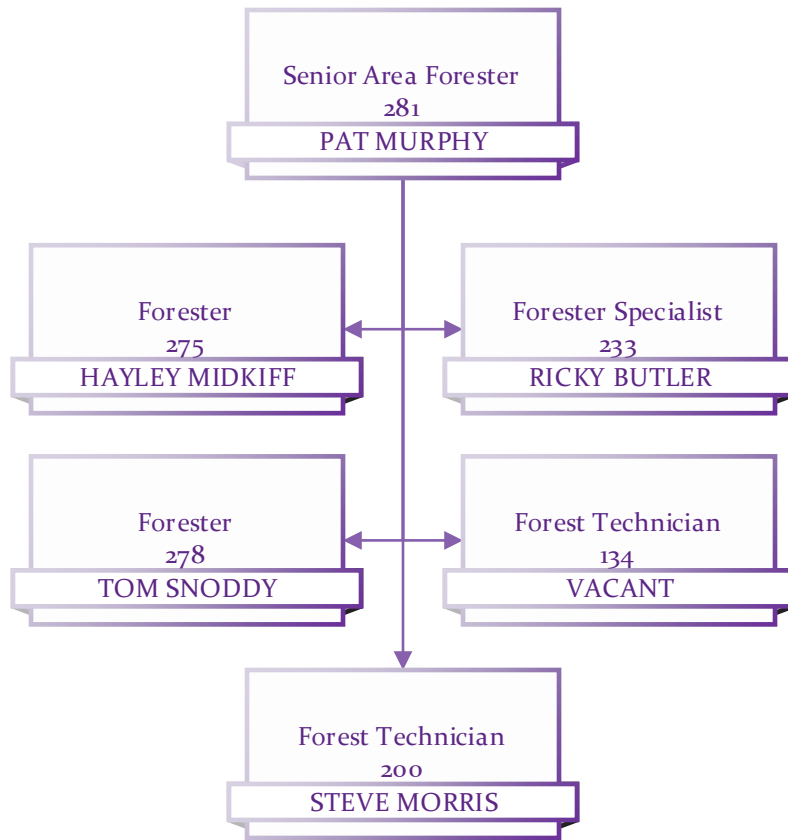 Senior Area Forester
281
PAT MURPHY
Forester
275
HAYLEY MIDKIFF
Forester Specialist
233
RICKY BUTLER
Forester
278
TOM SNODDY
Forest Technician
134
VACANT
Forest Technician
200
STEVE MORRIS